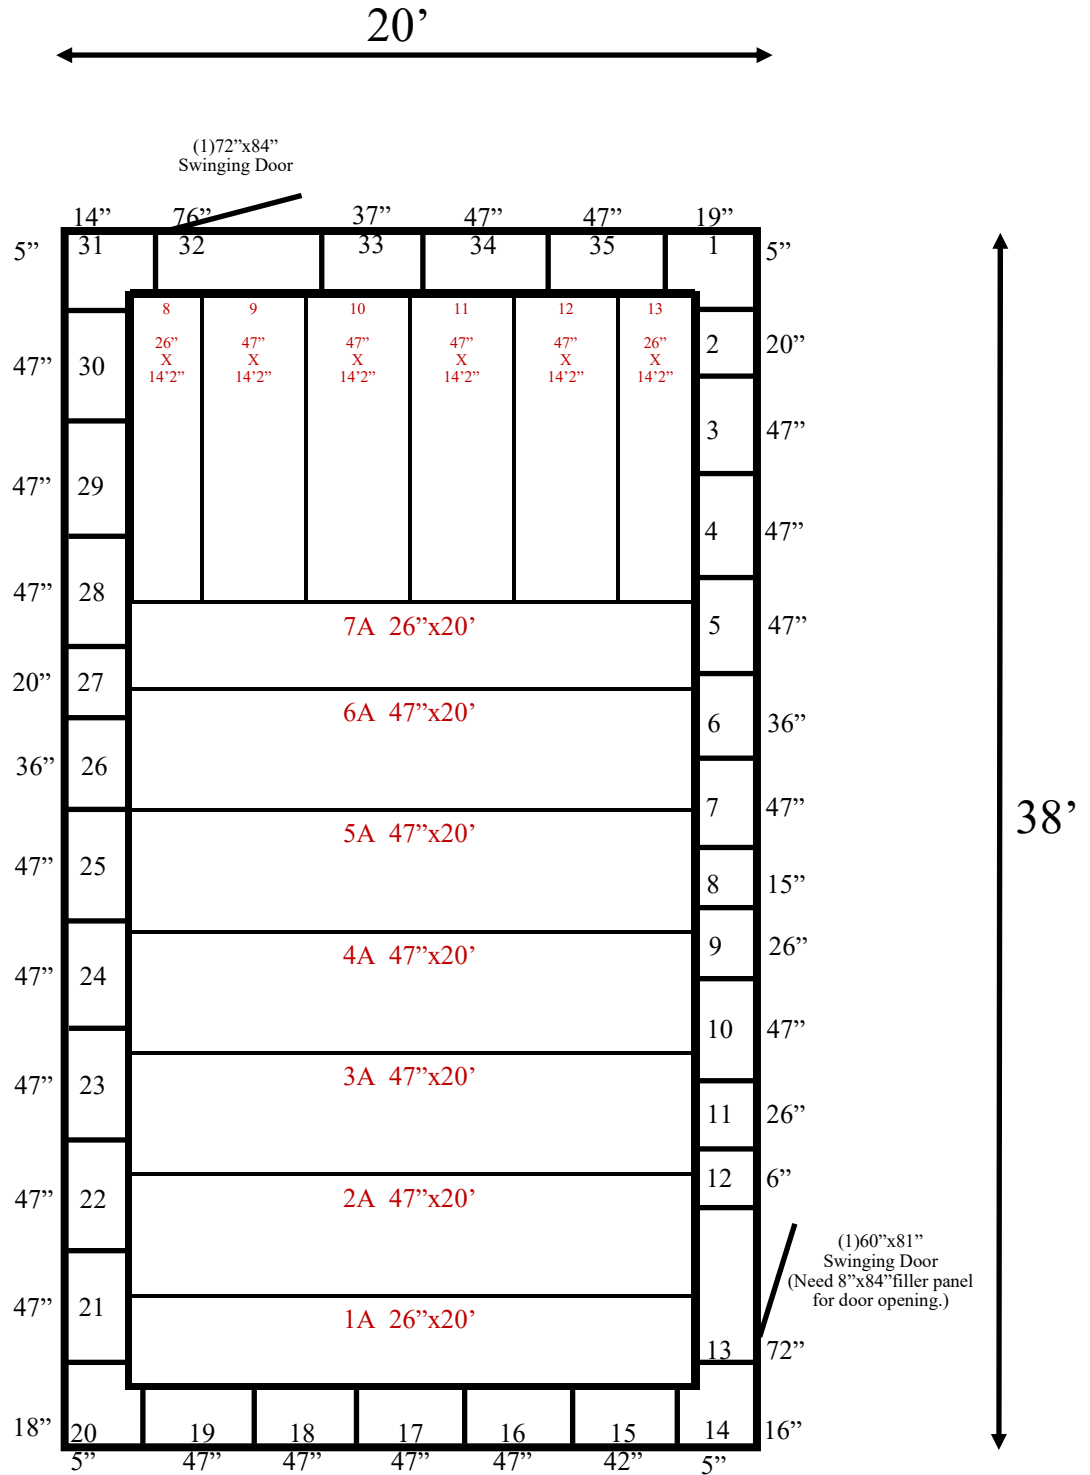 20’
(1)72”x84”
Swinging Door
14” 76” 37” 47” 47” 19”
5” 31 32 33 34 35 1 5”
8 9 10 11 12 13
26” 47” 47” 47” 47” 26”
X X X X X X
14’2” 14’2” 14’2” 14’2” 14’2” 14’2”
2 20”
47” 30
3 47”
47” 29
4 47”
47” 28
7A 26”x20’
5 47”
20” 27
6A 47”x20’
6 36”
36” 26
7 47”
38’
5A 47”x20’
47” 25
8 15”
9 26”
4A 47”x20’
47” 24
10 47”
3A 47”x20’
47” 23
11 26”
12 6”
2A 47”x20’
47” 22
(1)60”x81”
Swinging Door
(Need 8”x84”filler panel
for door opening.)
47” 21
1A 26”x20’
13 72”
18” 20 19 18 17 16 15 14 16”
5” 47” 47” 47” 47” 42” 5”